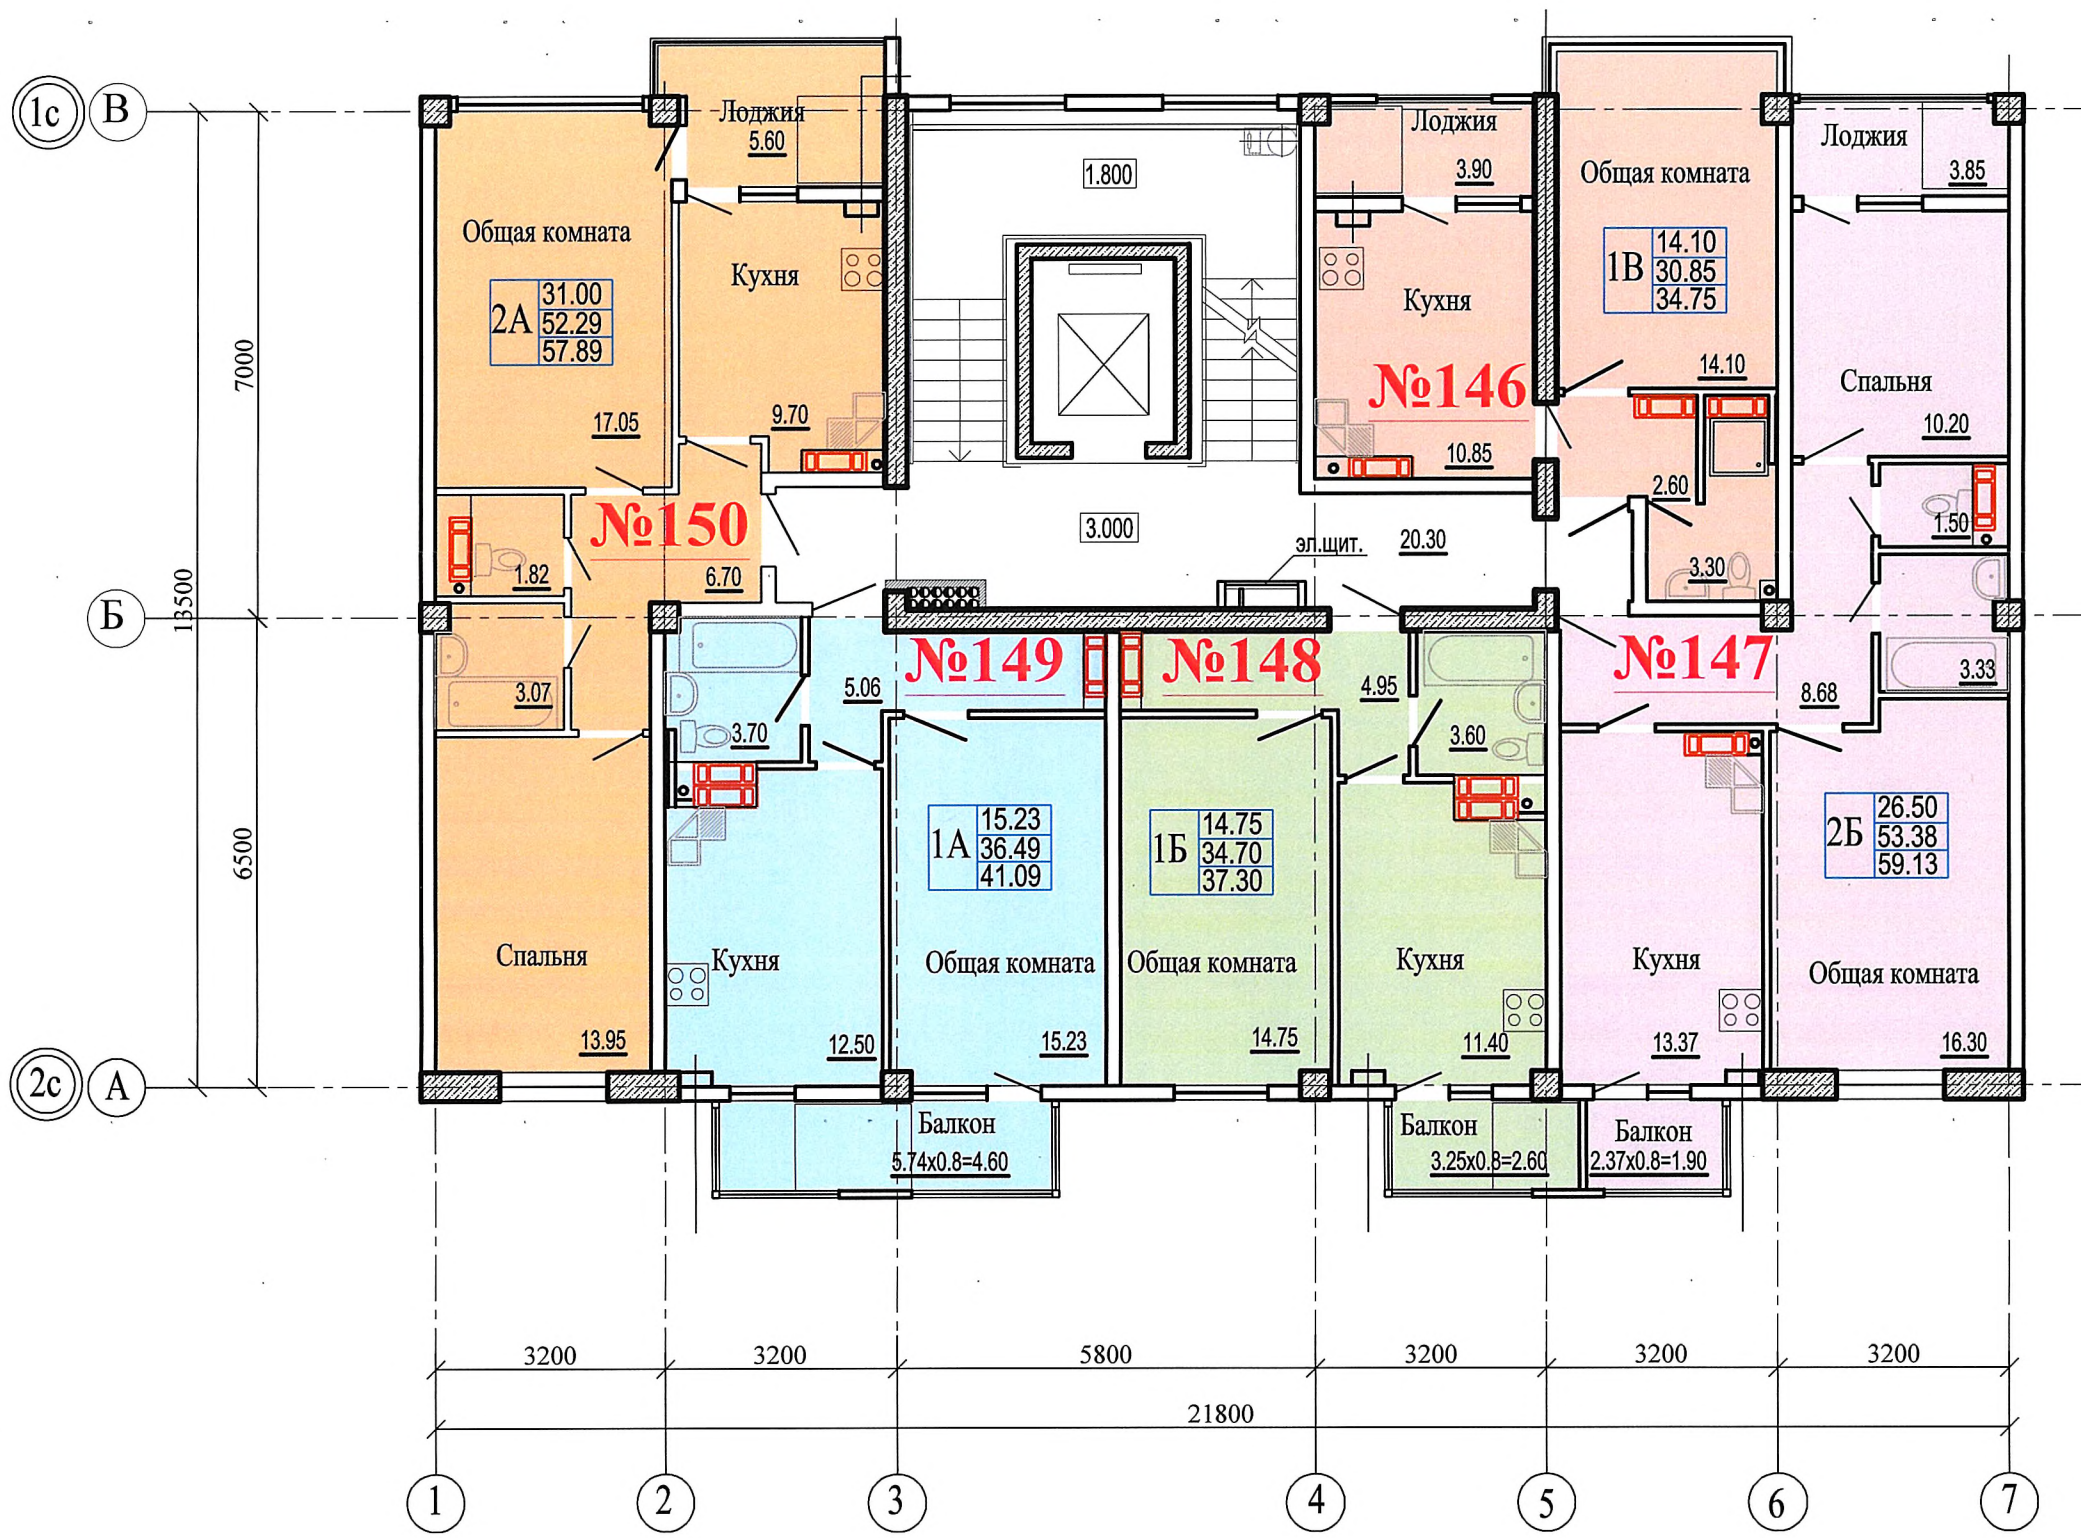 1с
В
Лоджия
5.60
1.800
Лоджия
3.90
Общая комната
Лоджия
3.85
Общая комната
2А
31.00
52.29
57.89
Кухня
Кухня
1В
14.10
30.85
34.75
7000
17.05
9.70
№146
10.85
14.10
Спальня
10.20
№150
3.000
эл.щит.
20.30
2.60
1.50
1.82
6.70
3.30
13500
Б
№149
№148
№147
3.07
3.70
5.06
4.95
3.60
8.68
3.33
6500
1А
15.23
36.49
41.09
1Б
14.75
34.70
37.30
2Б
26.50
53.38
59.13
Спальня
Кухня
Общая комната
Общая комната
Кухня
Кухня
Общая комната
13.95
12.50
15.23
14.75
11.40
13.37
16.30
2с
А
Балкон
5.74х0.8=4.60
Балкон
3.25х0.8=2.60
Балкон
2.37х0.8=1.90
3200
3200
5800
3200
3200
3200
21800
1
2
3
4
5
6
7